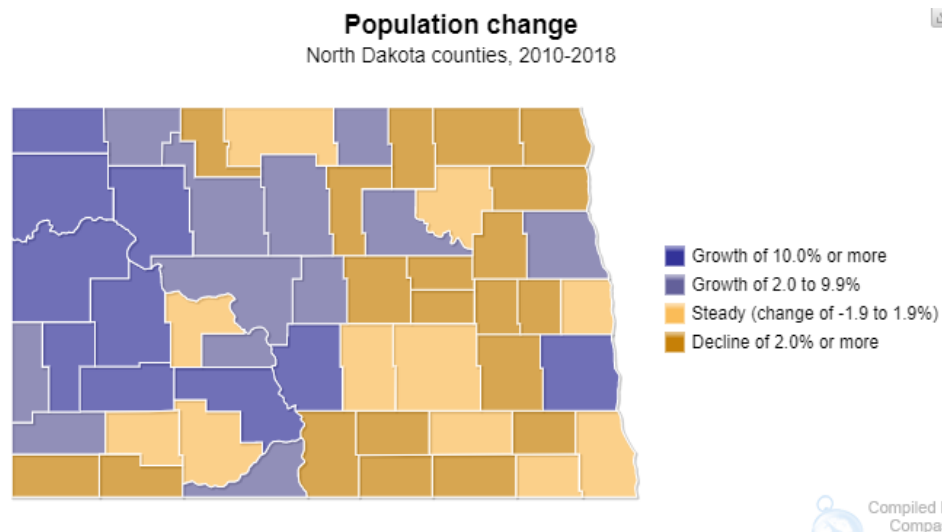 Population change
North Dakota counties, 2010-2018
Growth of 10.0% or more
Growth of 2.0 to 9.9%
Steady (change of -1.9 to 1.9%)
Decline of 2.0% or more
Compiled